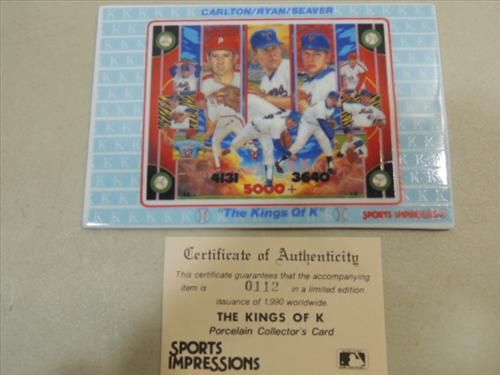 CARLTON/RYAN/SEAVER
4131
3640
5000+
"The Kings Of K"
SPORTS IMPRESSIONS
Certificate of Authenticity
This certificate guarantees that the accompanying
item is 0112 in a limited edition
issuance of 1,990 worldwide.
THE KINGS OF K
Porcelain Collector's Card
SPORTS
IMPRESSIONS